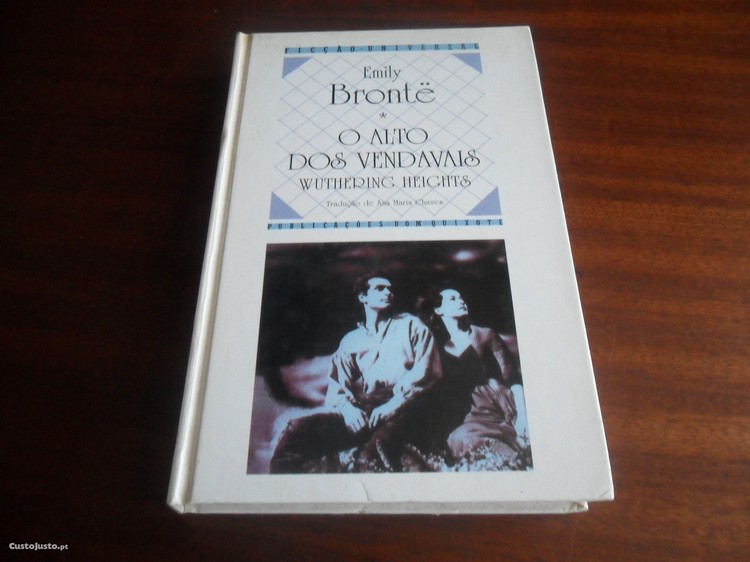 FICÇÃO UNIVERSAL
Emily
Brontë
*
O ALTO
DOS VENDAVAIS
WUTHERING HEIGHTS
Tradução de Ana Maria Chaves
PUBLICAÇÕES DOM QUIXOTE
CustoJusto.pt